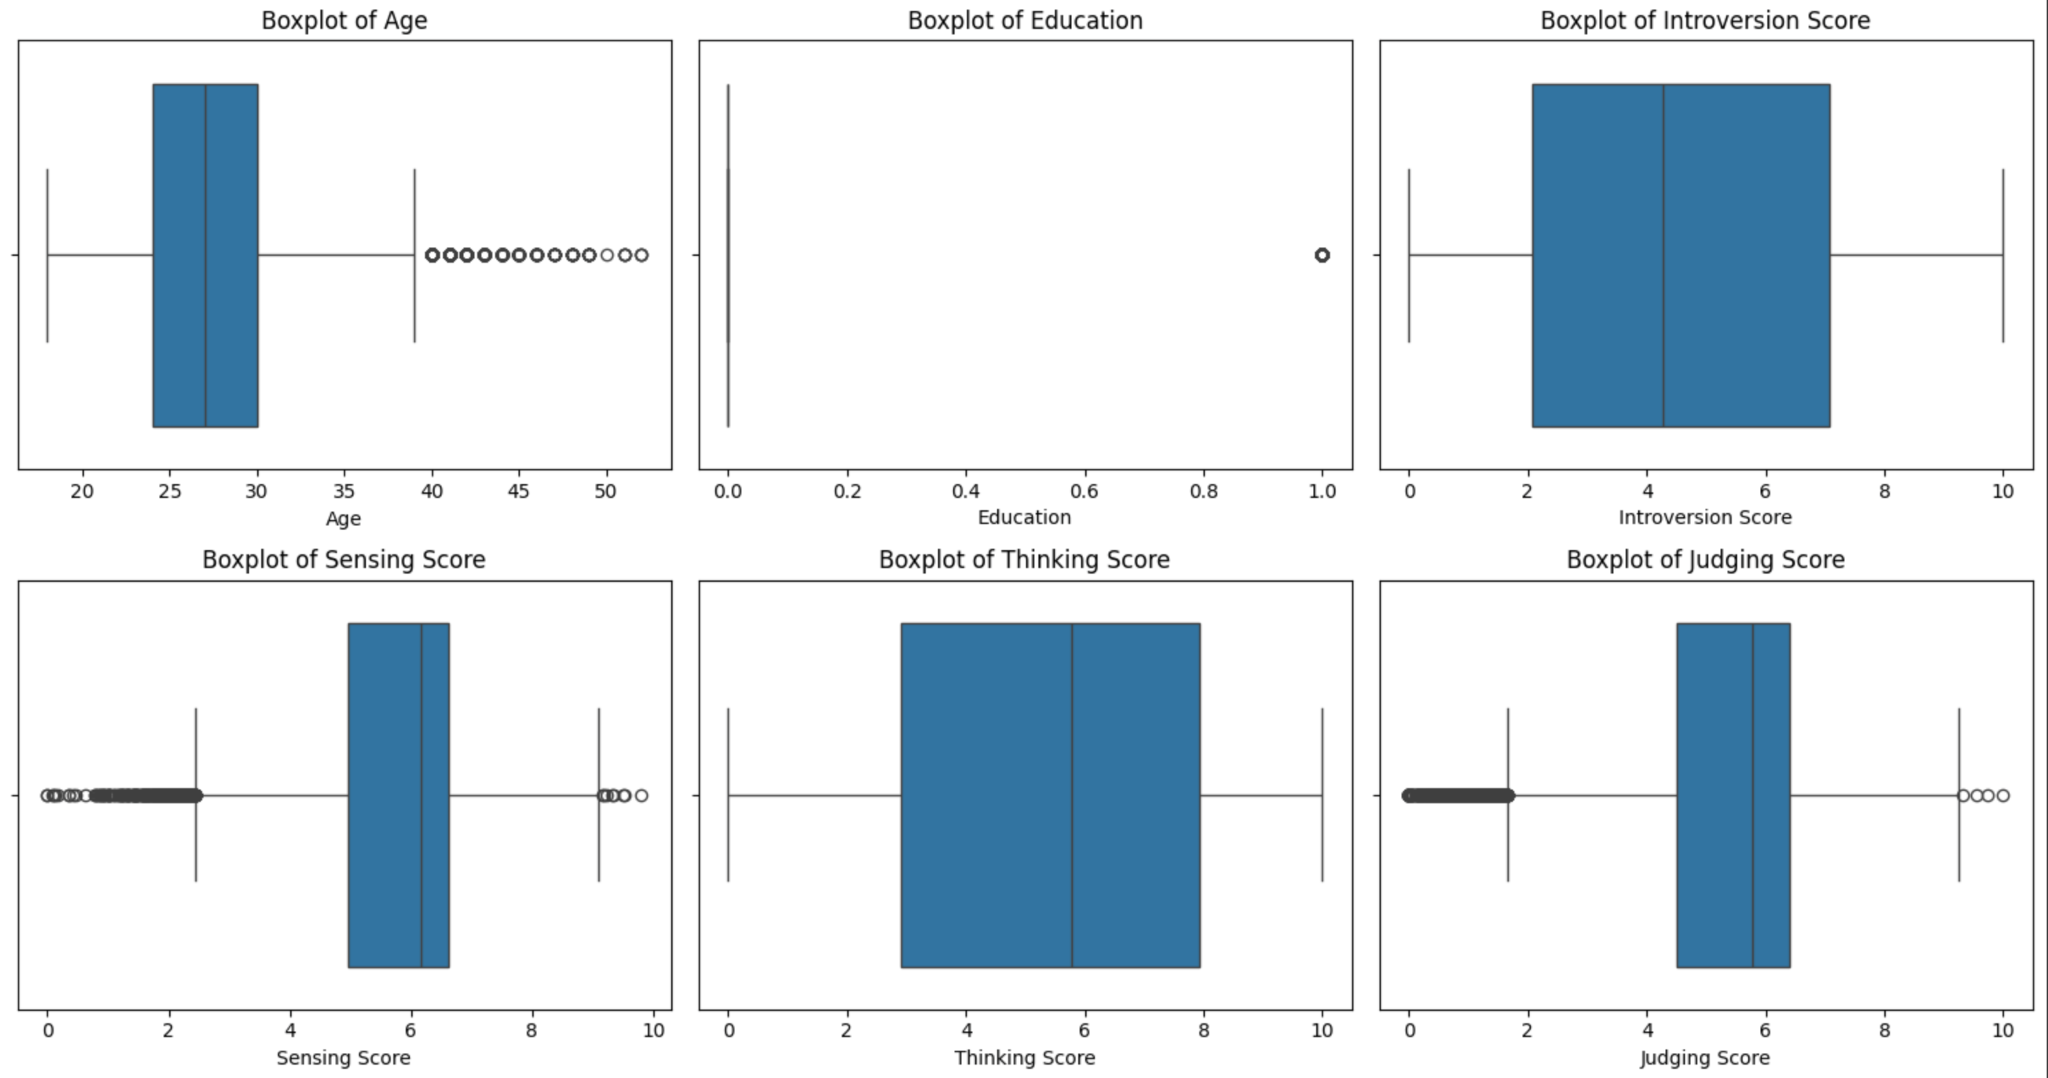 Boxplot of Age
20 25 30 35 40 45 50
Age
Boxplot of Education
0.0 0.2 0.4 0.6 0.8 1.0
Education
Boxplot of Introversion Score
0 2 4 6 8 10
Introversion Score
Boxplot of Sensing Score
0 2 4 6 8 10
Sensing Score
Boxplot of Thinking Score
0 2 4 6 8 10
Thinking Score
Boxplot of Judging Score
0 2 4 6 8 10
Judging Score